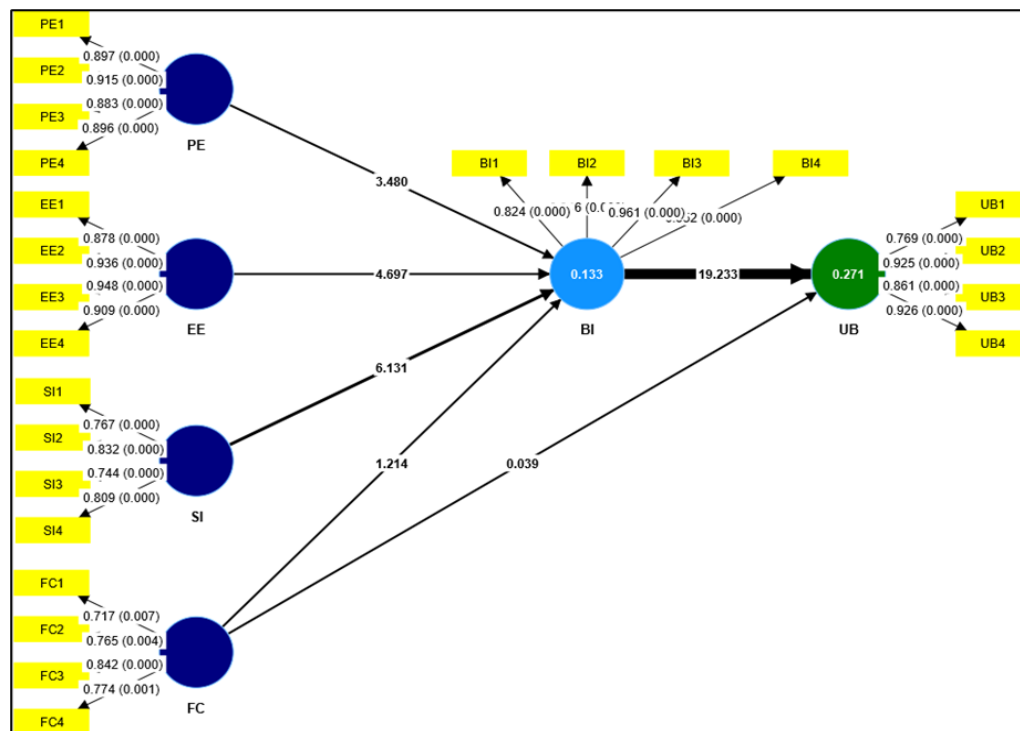 PE1
0.897 (0.000)
PE2
0.915 (0.000)
0.883 (0.000)
PE3
0.896 (0.000)
PE4
PE
3.480
EE1
0.878 (0.000)
EE2
0.936 (0.000)
0.948 (0.000)
EE3
0.909 (0.000)
EE4
EE
4.697
SI1
0.767 (0.000)
SI2
0.832 (0.000)
0.744 (0.000)
SI3
0.809 (0.000)
SI4
SI
6.131
FC1
0.717 (0.007)
FC2
0.765 (0.004)
0.842 (0.000)
FC3
0.774 (0.001)
FC4
FC
1.214
0.039
BI1
BI2
BI3
BI4
0.824 (0.000)
0.961 (0.000)
(0.000)
0.133
BI
19.233
0.271
UB
UB1
0.769 (0.000)
UB2
0.925 (0.000)
0.861 (0.000)
UB3
0.926 (0.000)
UB4